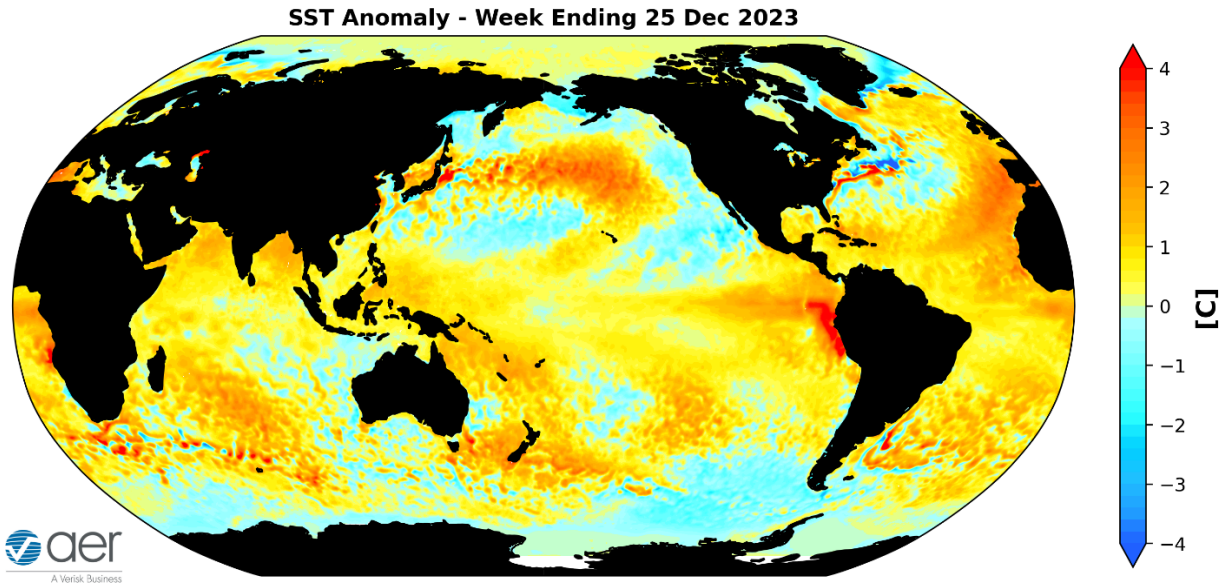 SST Anomaly - Week Ending 25 Dec 2023
4
3
2
1
0
−1
−2
−3
−4
[C]
aer
A Verisk Business